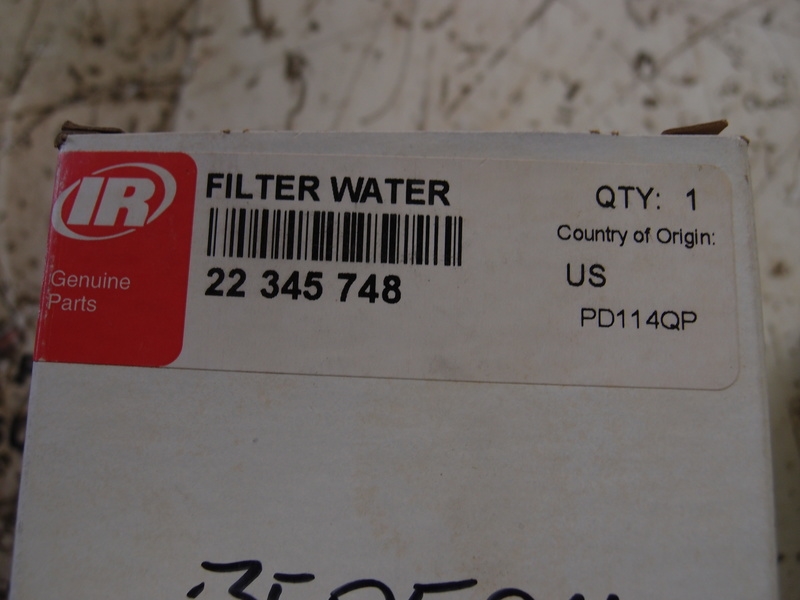 IR
Genuine
Parts
FILTER WATER
22 345 748
QTY: 1
Country of Origin:
US
PD114QP